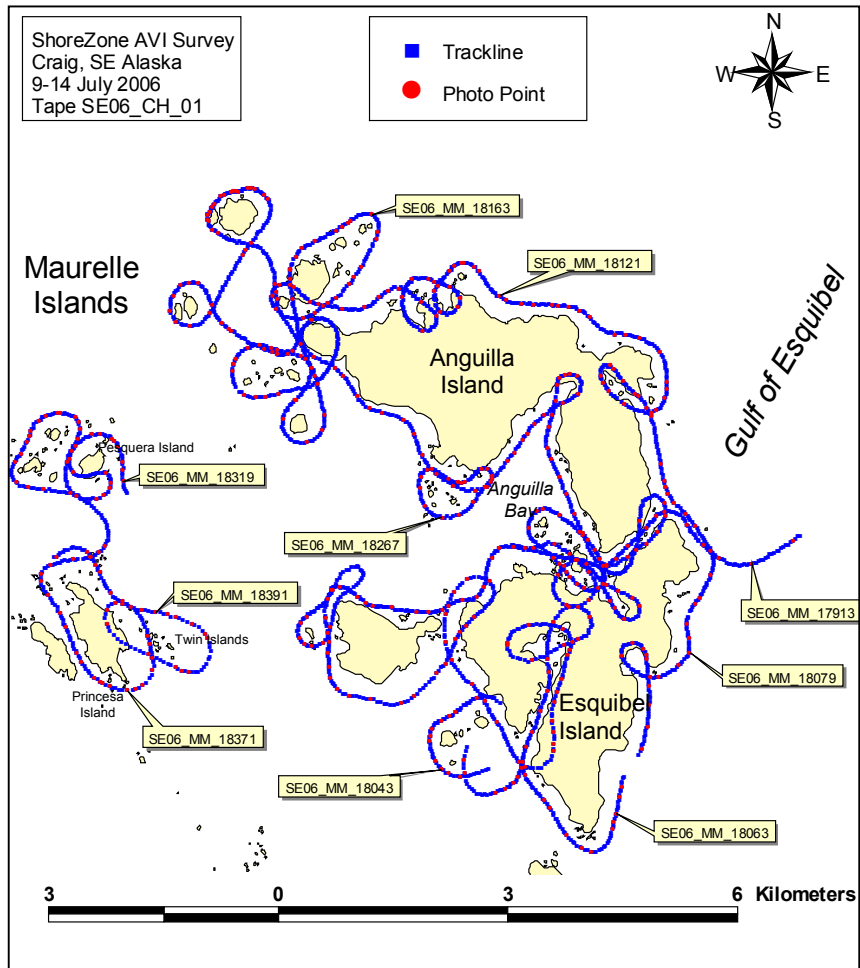 ShoreZone AVI Survey
Craig, SE Alaska
9-14 July 2006
Tape SE06_CH_01
Trackline
Photo Point
N
W
E
S
SE06_MM_18163
SE06_MM_18121
Maurelle
Islands
Anguilla
Island
Gulf of Esquibel
Pesquera Island
SE06_MM_18319
Anguilla
Bay
SE06_MM_18267
SE06_MM_18391
SE06_MM_17913
Twin Islands
SE06_MM_18079
Princesa
Island
Esquibel
Island
SE06_MM_18371
SE06_MM_18043
SE06_MM_18063
3 0 3 6 Kilometers